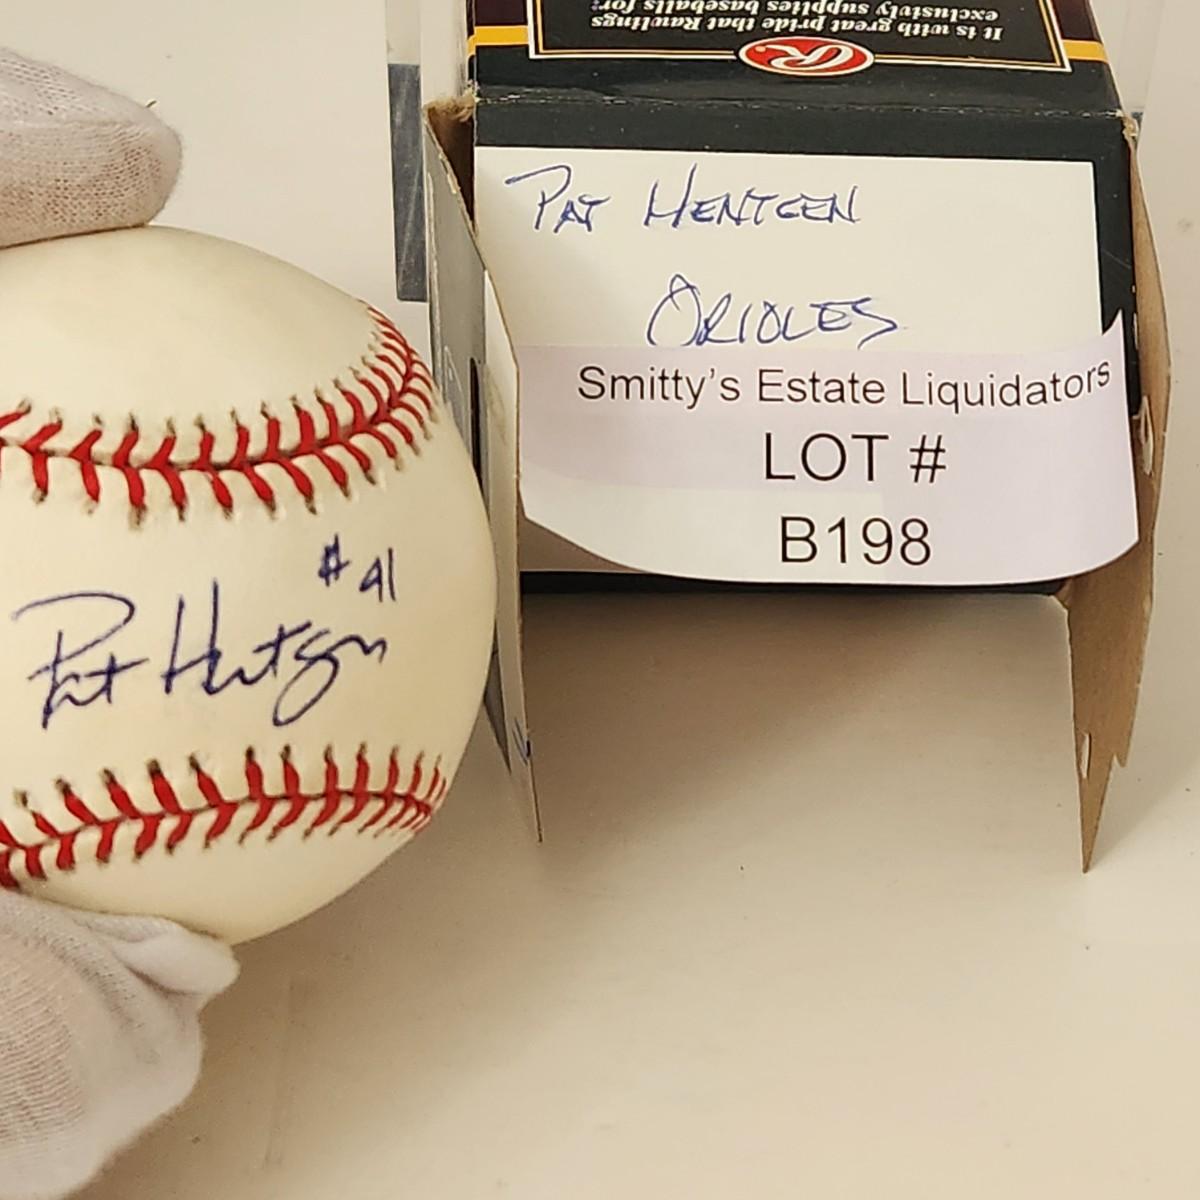 exclusively supplies baseballs for:
It is with great pride that Rawlings
R
PAT HENTGEN
ORIOLES
Smitty's Estate Liquidators
LOT #
B198
#41
Pat Hentgen